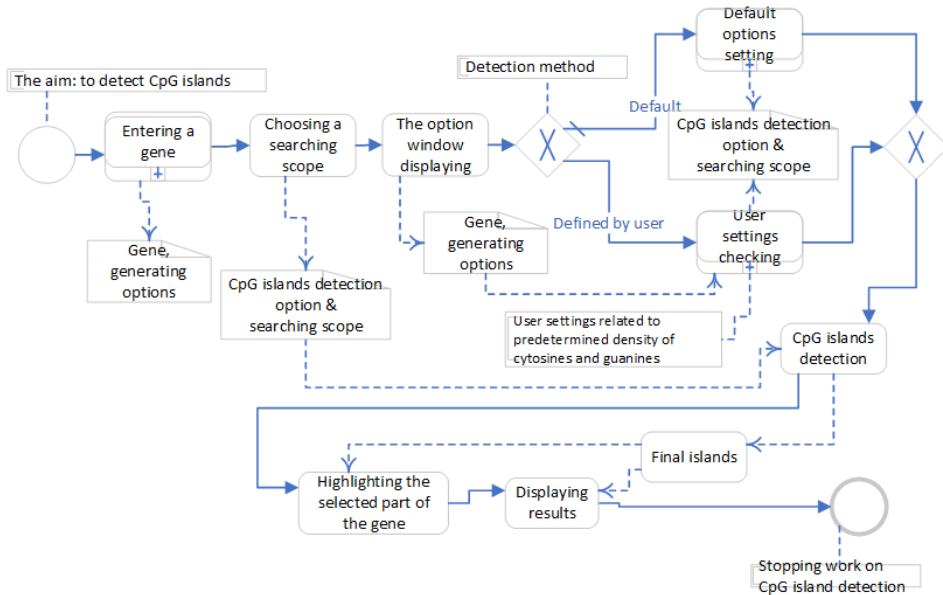 The aim: to detect CpG islands
Entering a
gene
Choosing a
searching
scope
The option
window
displaying
Detection method
Default
options
setting
Default
CpG islands detection
option &
searching scope
Defined by user
User
settings
checking
Gene,
generating
options
Gene,
generating
options
CpG islands detection
option &
searching scope
User settings related to
predetermined density of
cytosines and guanines
CpG islands
detection
Final islands
Highlighting the
selected part of
the gene
Displaying
results
Stopping work on
CpG island detection